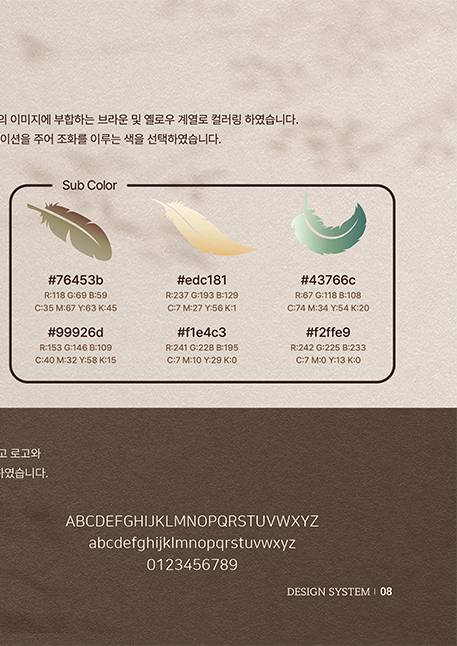 의 이미지에 부합하는 브라운 및 옐로우 계열로 컬러링 하였습니다.
이션을 주어 조화를 이루는 색을 선택하였습니다.
Sub Color
#76453b
R:118 G:69 B:59
C:35 M:67 Y:63 K:45
#edc181
R:237 G:193 B:129
C:7 M:27 Y:56 K:1
#43766c
R:67 G:118 B:108
C:74 M:34 Y:54 K:20
#99926d
R:153 G:146 B:109
C:40 M:32 Y:58 K:15
#f1e4c3
R:241 G:228 B:195
C:7 M:10 Y:29 K:0
#f2ffe9
R:242 G:225 B:233
C:7 M:0 Y:13 K:0
고 로고와
하였습니다.
ABCDEFGHIJKLMNOPQRSTUVWXYZ
abcdefghijklmnopqrstuvwxyz
0123456789
DESIGN SYSTEM | 08